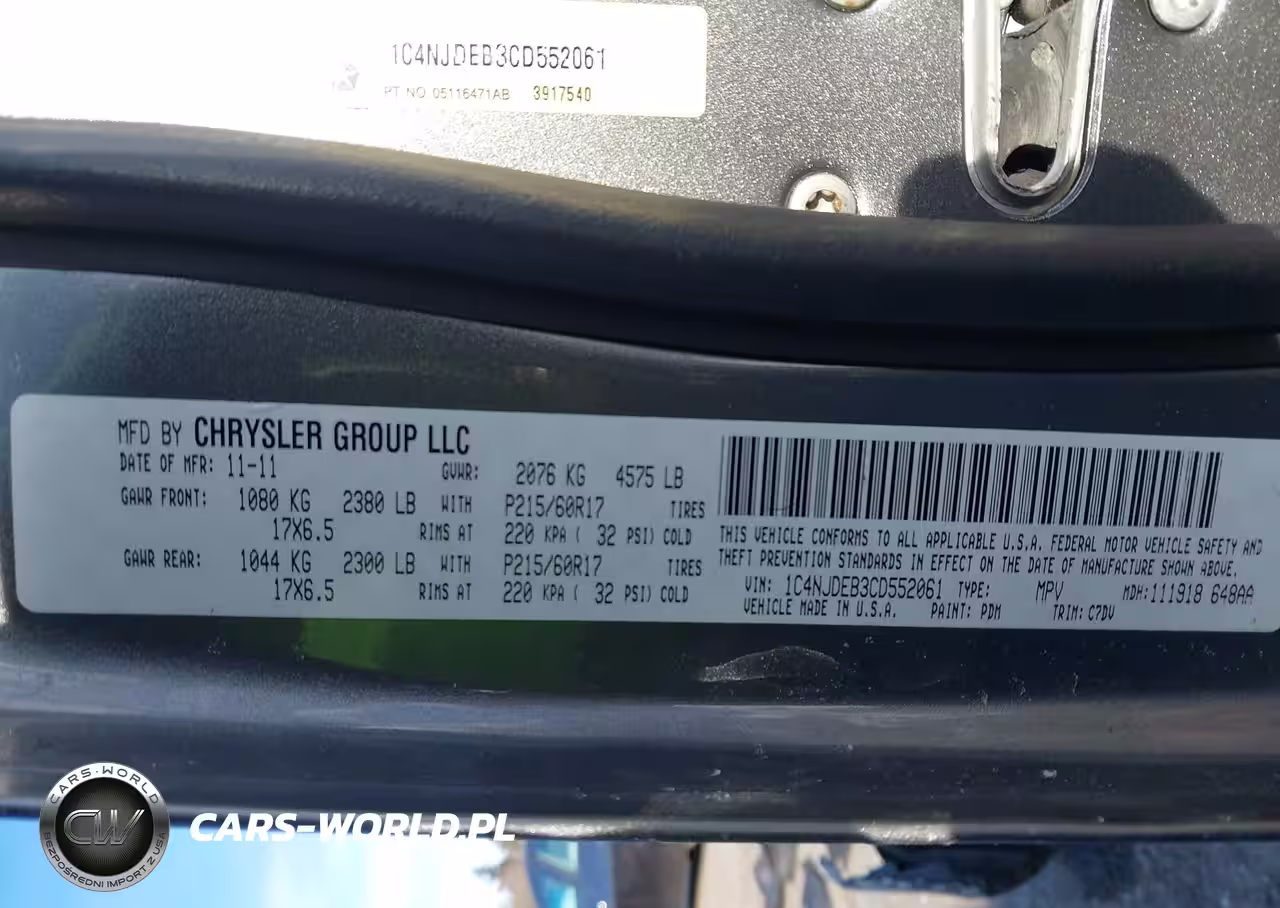 1C4NJDEB3CD552061
PT NO 05116471AB 3917540
MFD BY CHRYSLER GROUP LLC
DATE OF MFR: 11-11 GVWR: 2076 KG 4575 LB
GAWR FRONT: 1080 KG 2380 LB WITH P215/60R17 TIRES
17X6.5 RIMS AT 220 KPA ( 32 PSI) COLD
GAWR REAR: 1044 KG 2300 LB WITH P215/60R17 TIRES
17X6.5 RIMS AT 220 KPA ( 32 PSI) COLD
THIS VEHICLE CONFORMS TO ALL APPLICABLE U.S.A. FEDERAL MOTOR VEHICLE SAFETY AND
THEFT PREVENTION STANDARDS IN EFFECT ON THE DATE OF MANUFACTURE SHOWN ABOVE.
VIN: 1C4NJDEB3CD552061 TYPE: MPV MDH:111918 648AA
VEHICLE MADE IN U.S.A. PAINT: PDM TRIM: C7DV
CARS-WORLD
CW
BEZPOŚREDNI IMPORT Z USA
CARS-WORLD.PL